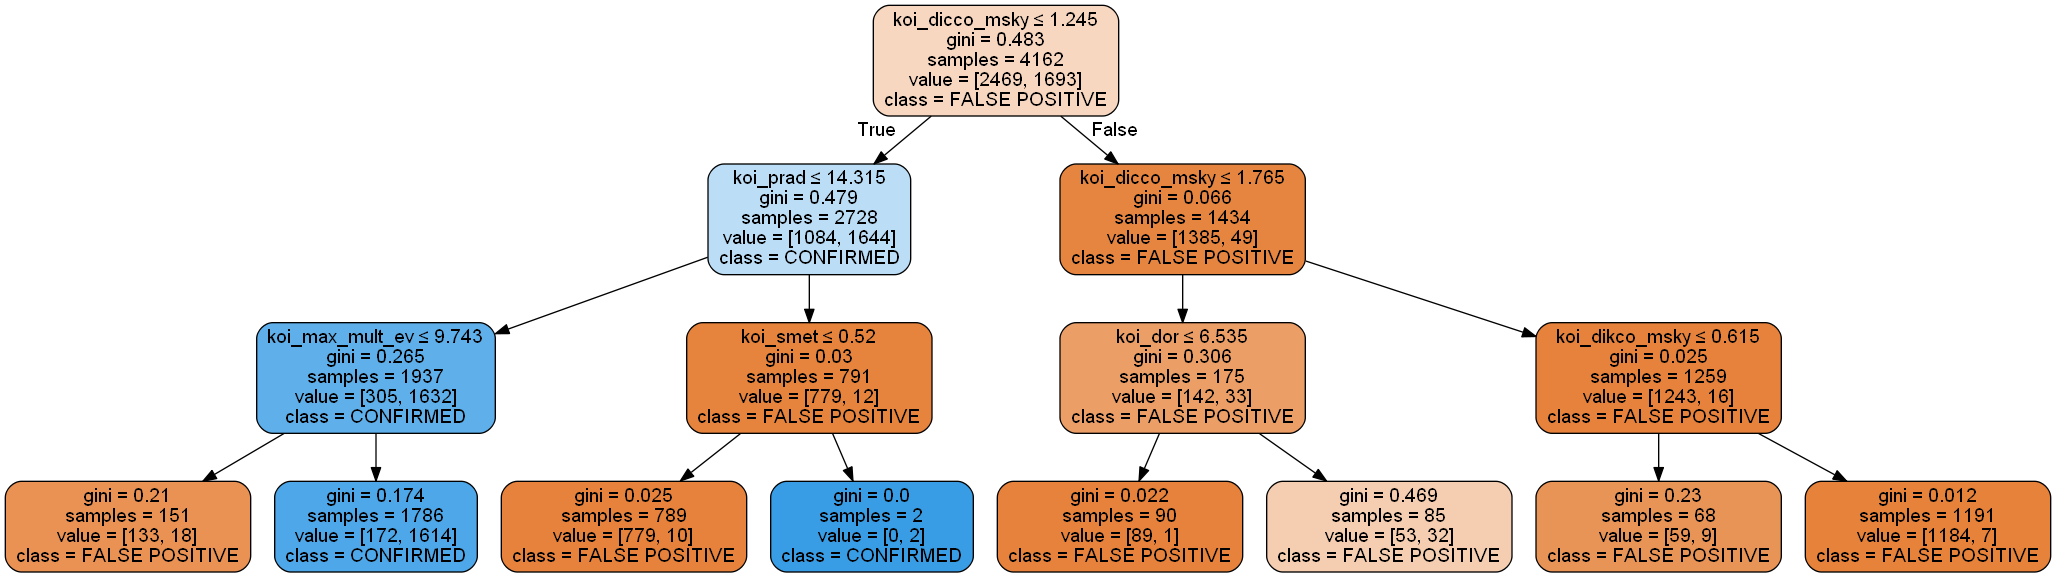 koi_dicco_msky ≤ 1.245
gini = 0.483
samples = 4162
value = [2469, 1693]
class = FALSE POSITIVE
True
False
koi_prad ≤ 14.315
gini = 0.479
samples = 2728
value = [1084, 1644]
class = CONFIRMED
koi_dicco_msky ≤ 1.765
gini = 0.066
samples = 1434
value = [1385, 49]
class = FALSE POSITIVE
koi_max_mult_ev ≤ 9.743
gini = 0.265
samples = 1937
value = [305, 1632]
class = CONFIRMED
koi_smet ≤ 0.52
gini = 0.03
samples = 791
value = [779, 12]
class = FALSE POSITIVE
koi_dor ≤ 6.535
gini = 0.306
samples = 175
value = [142, 33]
class = FALSE POSITIVE
koi_dikco_msky ≤ 0.615
gini = 0.025
samples = 1259
value = [1243, 16]
class = FALSE POSITIVE
gini = 0.21
samples = 151
value = [133, 18]
class = FALSE POSITIVE
gini = 0.174
samples = 1786
value = [172, 1614]
class = CONFIRMED
gini = 0.025
samples = 789
value = [779, 10]
class = FALSE POSITIVE
gini = 0.0
samples = 2
value = [0, 2]
class = CONFIRMED
gini = 0.022
samples = 90
value = [89, 1]
class = FALSE POSITIVE
gini = 0.469
samples = 85
value = [53, 32]
class = FALSE POSITIVE
gini = 0.23
samples = 68
value = [59, 9]
class = FALSE POSITIVE
gini = 0.012
samples = 1191
value = [1184, 7]
class = FALSE POSITIVE